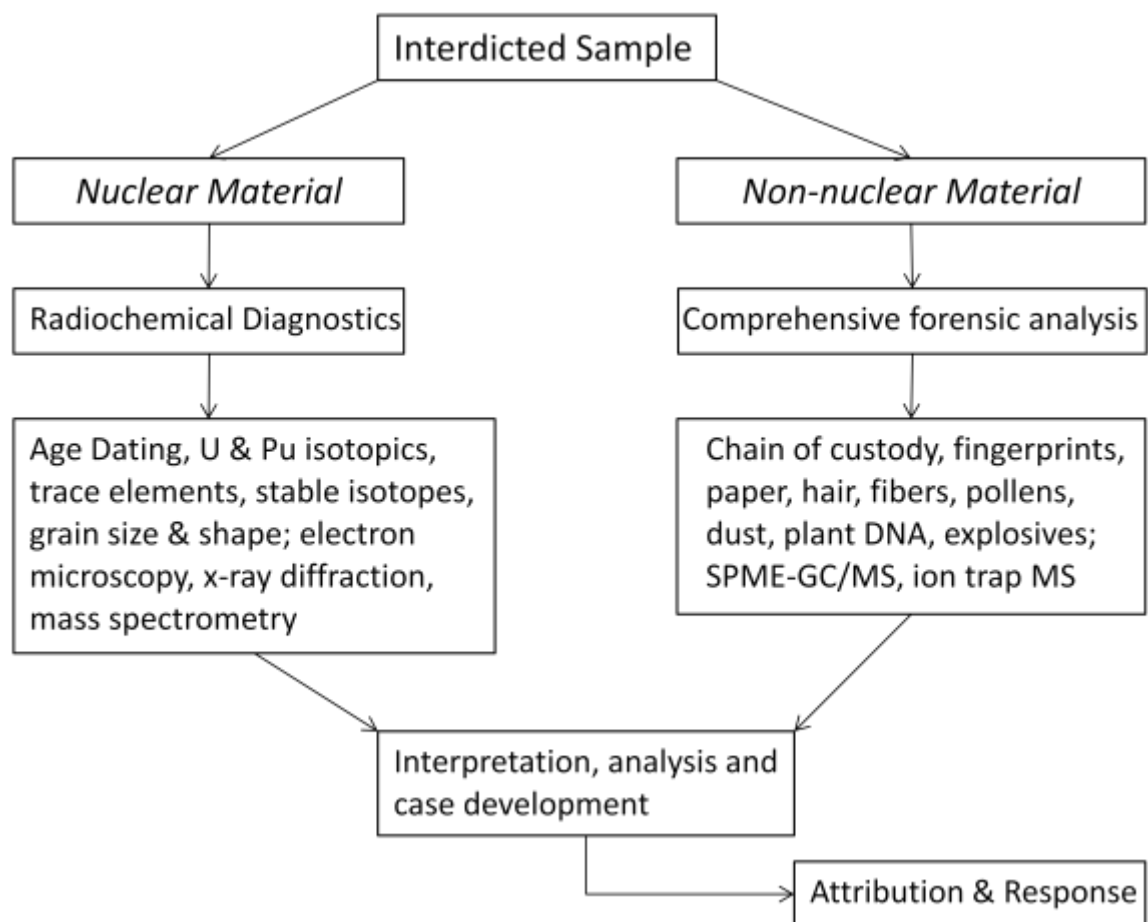 Interdicted Sample
Nuclear Material
Non-nuclear Material
Radiochemical Diagnostics
Comprehensive forensic analysis
Age Dating, U & Pu isotopics,
trace elements, stable isotopes,
grain size & shape; electron
microscopy, x-ray diffraction,
mass spectrometry
Chain of custody, fingerprints,
paper, hair, fibers, pollens,
dust, plant DNA, explosives;
SPME-GC/MS, ion trap MS
Interpretation, analysis and
case development
Attribution & Response